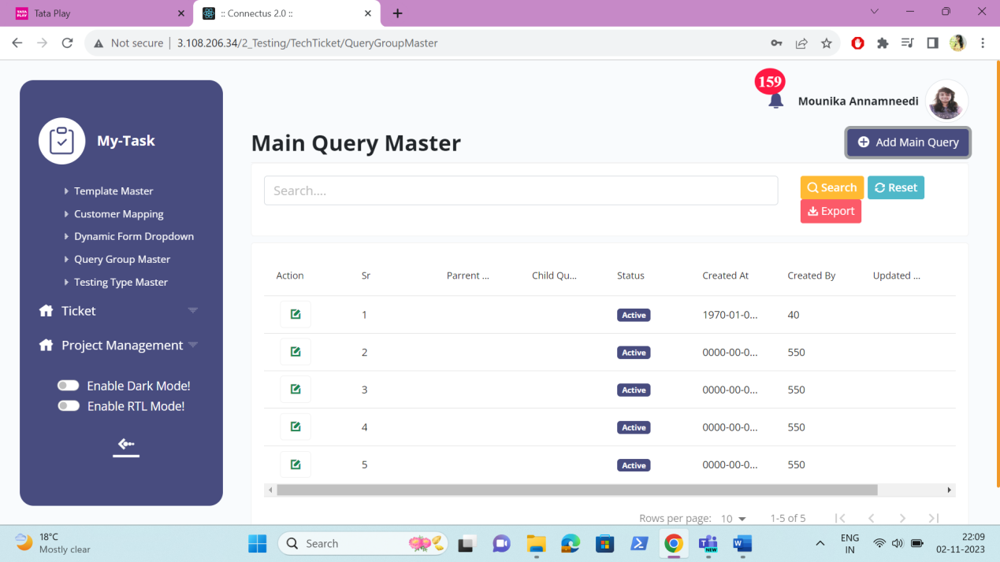 TATA PLAY
Tata Play
:: Connectus 2.0 ::
Not secure
3.108.206.34/2_Testing/TechTicket/QueryGroupMaster
159
Mounika Annamneedi
My-Task
Template Master
Customer Mapping
Dynamic Form Dropdown
Query Group Master
Testing Type Master
Ticket
Project Management
Enable Dark Mode!
Enable RTL Mode!
Main Query Master
Add Main Query
Search....
Search
Reset
Export
Action Sr Parrent ... Child Qu... Status Created At Created By Updated ...
1 Active 1970-01-0... 40
2 Active 0000-00-0... 550
3 Active 0000-00-0... 550
4 Active 0000-00-0... 550
5 Active 0000-00-0... 550
Rows per page: 10 1-5 of 5
18°C
Mostly clear
Search
NEW
ENG
IN
22:09
02-11-2023